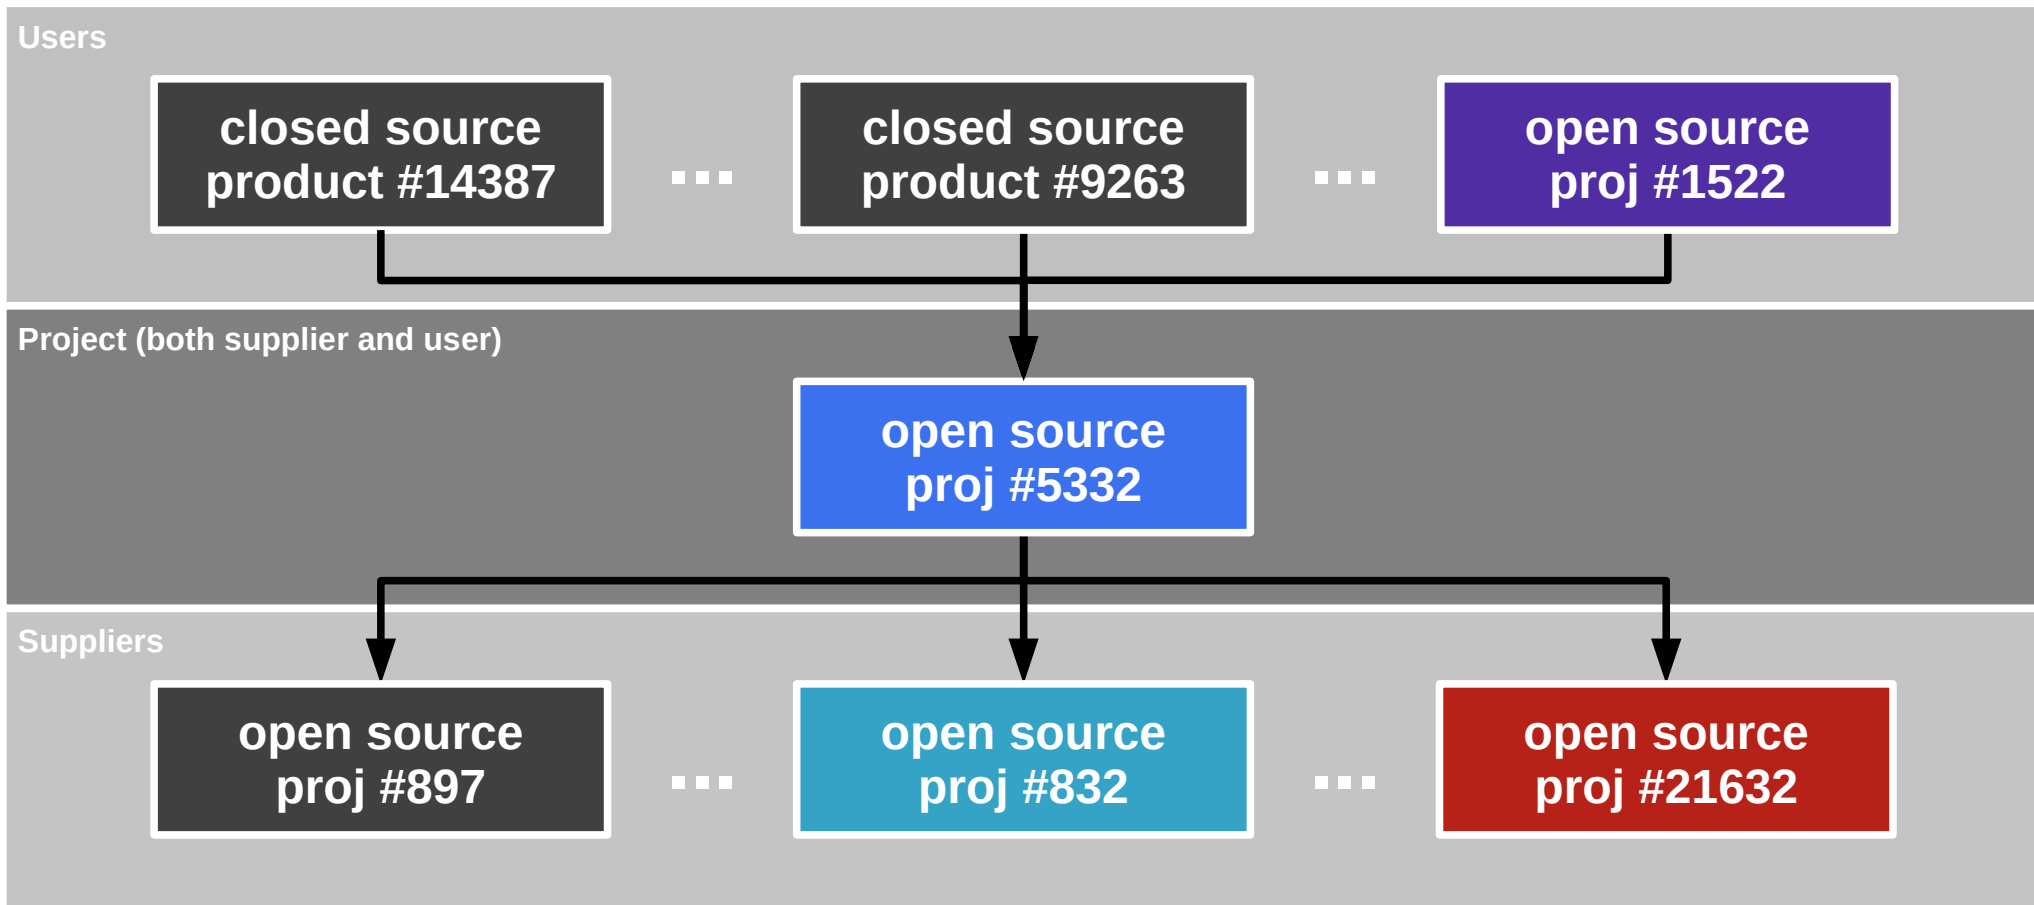 Users
closed source
product #14387
closed source
product #9263
open source
proj #1522
Project (both supplier and user)
open source
proj #5332
Suppliers
open source
proj #897
open source
proj #832
open source
proj #21632